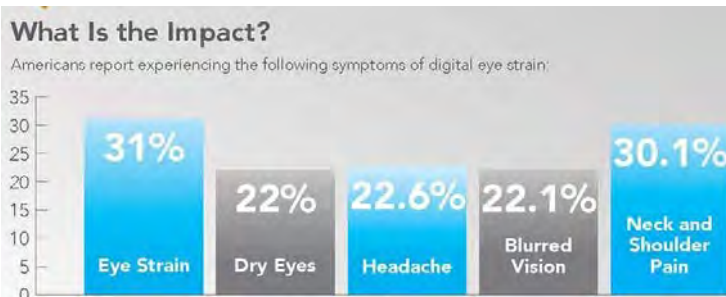 What Is the Impact?
Americans report experiencing the following symptoms of digital eye strain:
35
30
25
20
15
10
5
0
31%
Eye Strain
22%
Dry Eyes
22.6%
Headache
22.1%
Blurred
Vision
30.1%
Neck and
Shoulder
Pain